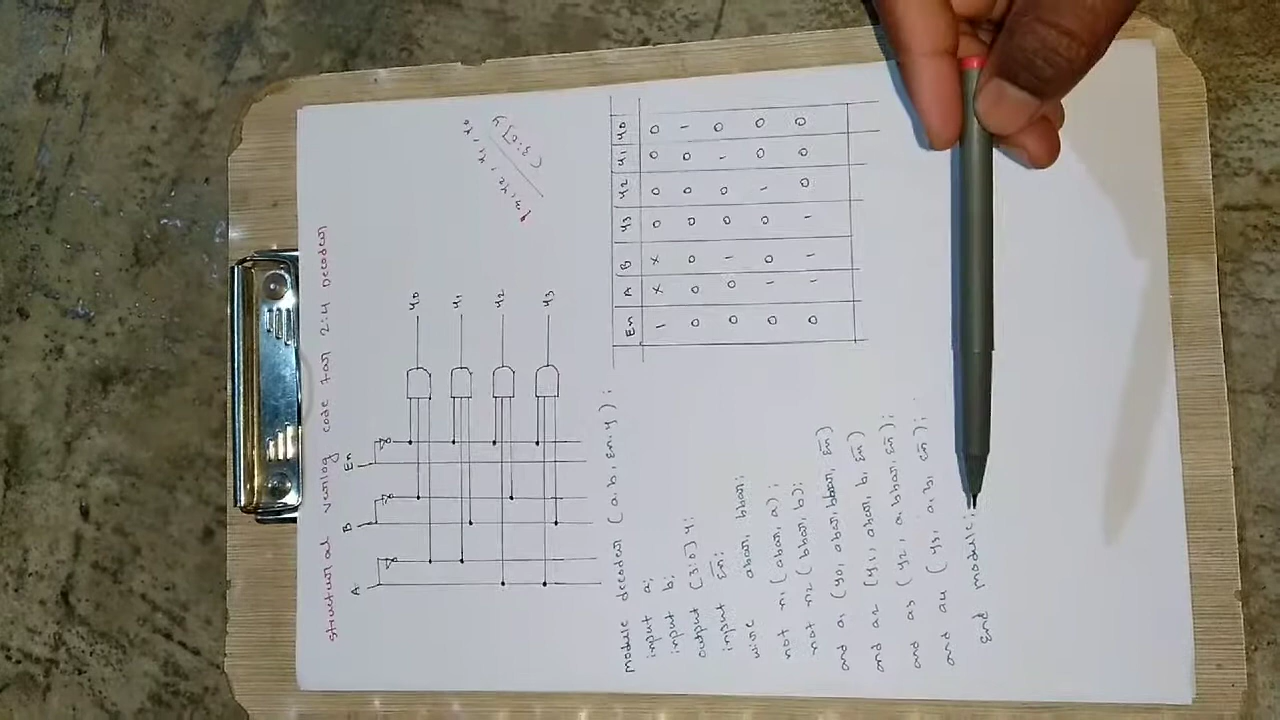 structural verilog code for 2:4 Decoder
y3, y2, y1, y0
[3:0] y
A B En
y0
y1
y2
y3
En A B y3 y2 y1 y0
1 x x 0 0 0 0
0 0 0 0 0 0 1
0 0 1 0 0 1 0
0 1 0 0 1 0 0
0 1 1 1 0 0 0
module decoder (a, b, En, y);
input a;
input b;
output [3:0] y;
input En̅;
wire abar, bbar;
not n1 (abar, a);
not n2 (bbar, b);
and a1 (y0, abar, bbar, En̅)
and a2 (y1, abar, b, En̅)
and a3 (y2, a, bbar, En̅);
and a4 (y3, a, b, En̅);
End module;